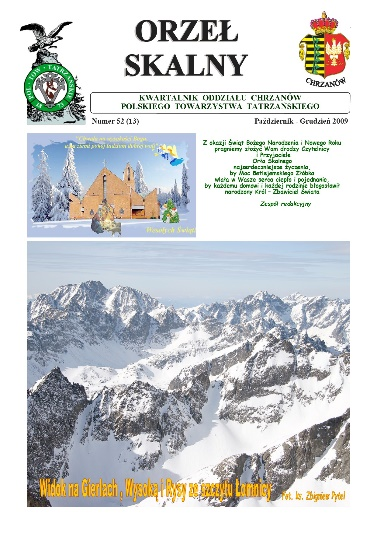 ORZEŁ
SKALNY
CHRZANÓW
KWARTALNIK ODDZIAŁU CHRZANÓW
POLSKIEGO TOWARZYSTWA TATRZAŃSKIEGO
Numer 52 (13) Październik - Grudzień 2009
Z okazji Świąt Bożego Narodzenia i Nowego Roku
pragniemy złożyć Wam drodzy Czytelnicy
i Przyjaciele
Orła Skalnego
najserdeczniejsze życzenia,
by Moc Betlejemskiego Żróbka
wlała w Wasze serca ciepło i pojednanie,
by każdemu domowi i każdej rodzinie błogosławił
narodzony Król – Zbawiciel Świata
Zespół redakcyjny
Wesołych Świąt!
Widok na Gierlach , Wysoką i Rysy ze szczytu Łomnicy
Fot. ks. Zbigniew Pytel